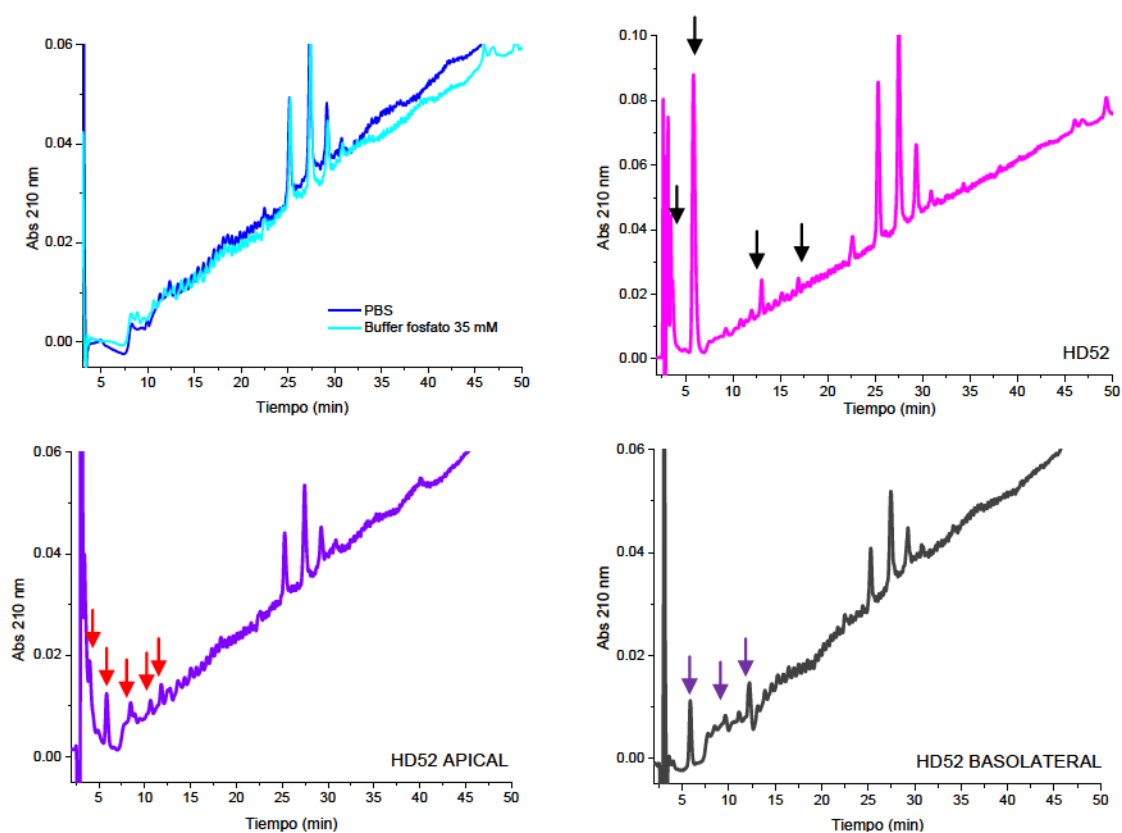 0.06
0.04
0.02
0.00
Abs 210 nm
PBS
Buffer fosfato 35 mM
5 10 15 20 25 30 35 40 45 50
Tiempo (min)
0.10
0.08
0.06
0.04
0.02
0.00
Abs 210 nm
HD52
5 10 15 20 25 30 35 40 45 50
Tiempo (min)
0.06
0.04
0.02
0.00
Abs 210 nm
HD52 APICAL
5 10 15 20 25 30 35 40 45 50
Tiempo (min)
0.06
0.04
0.02
0.00
Abs 210 nm
HD52 BASOLATERAL
5 10 15 20 25 30 35 40 45 50
Tiempo (min)